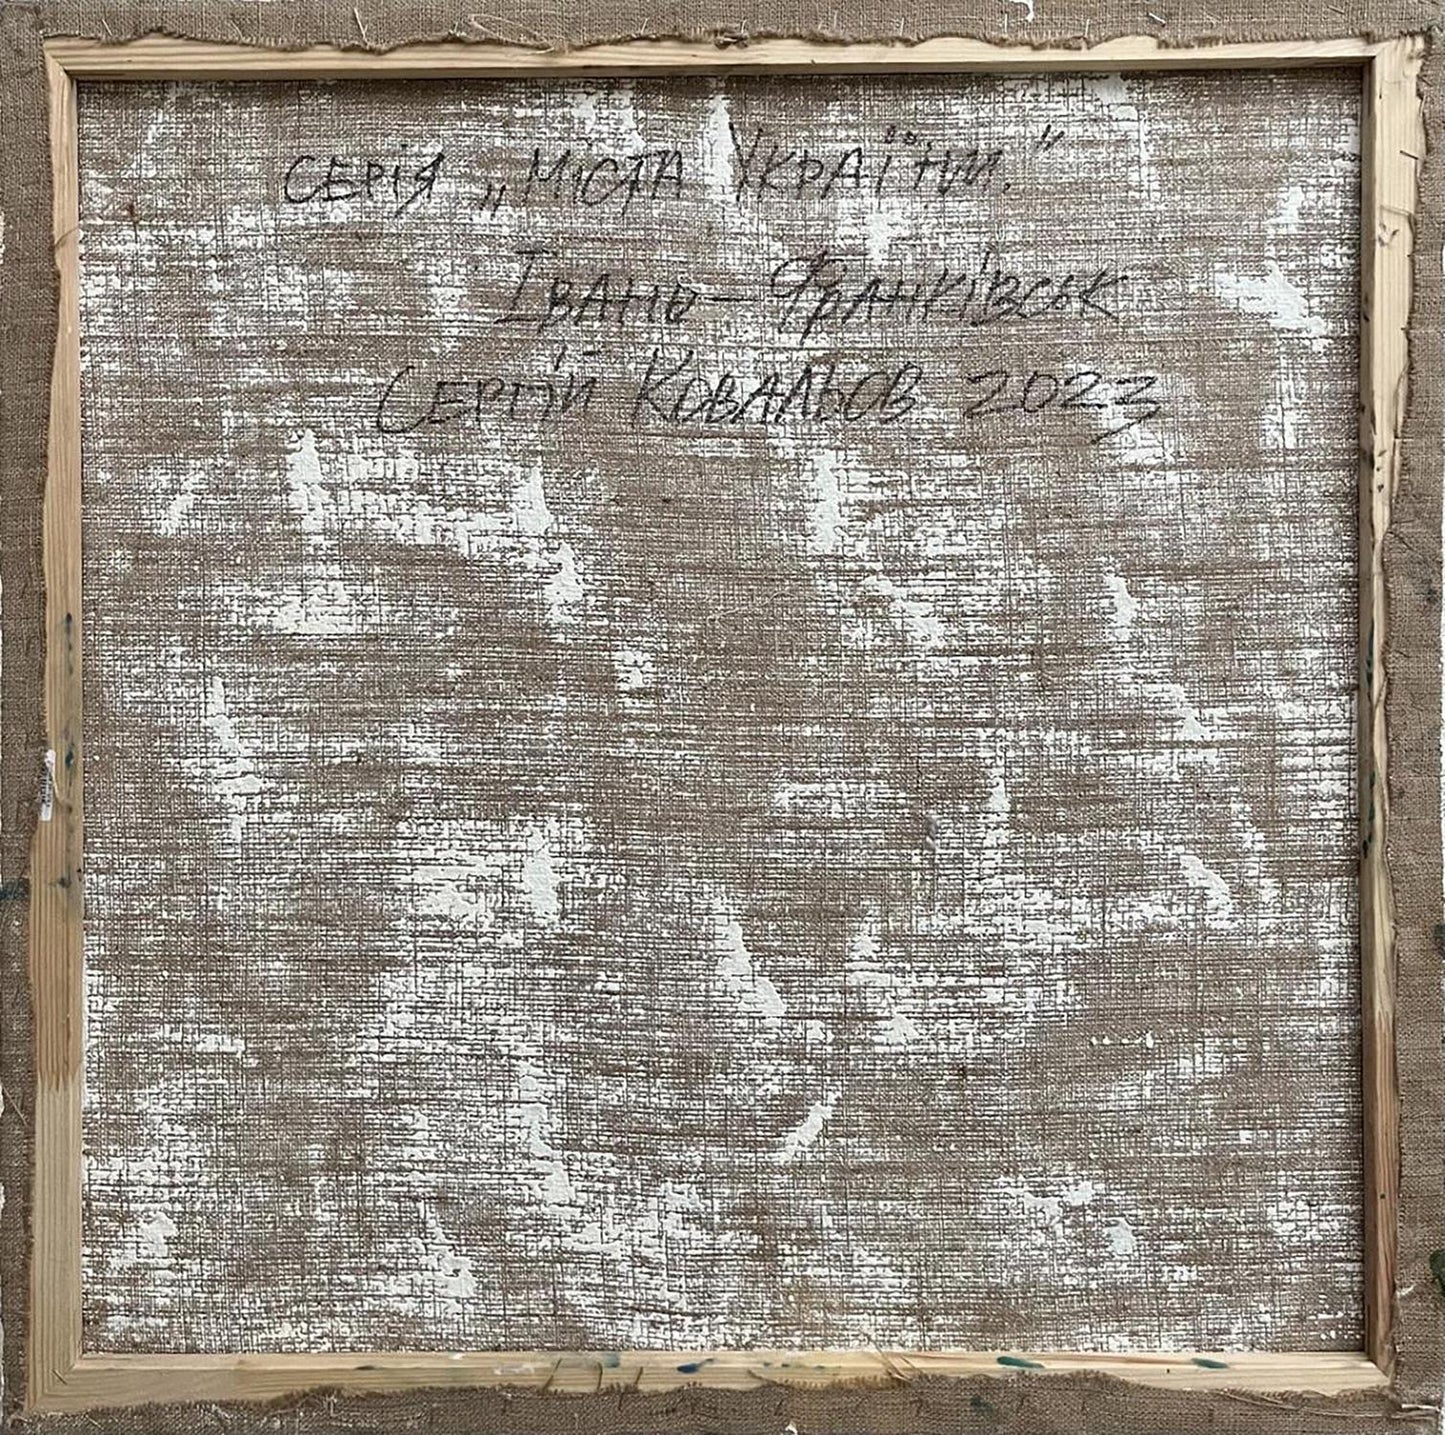 серія „Міста України."
Івано-Франківськ
Сергій Ковальов 2023